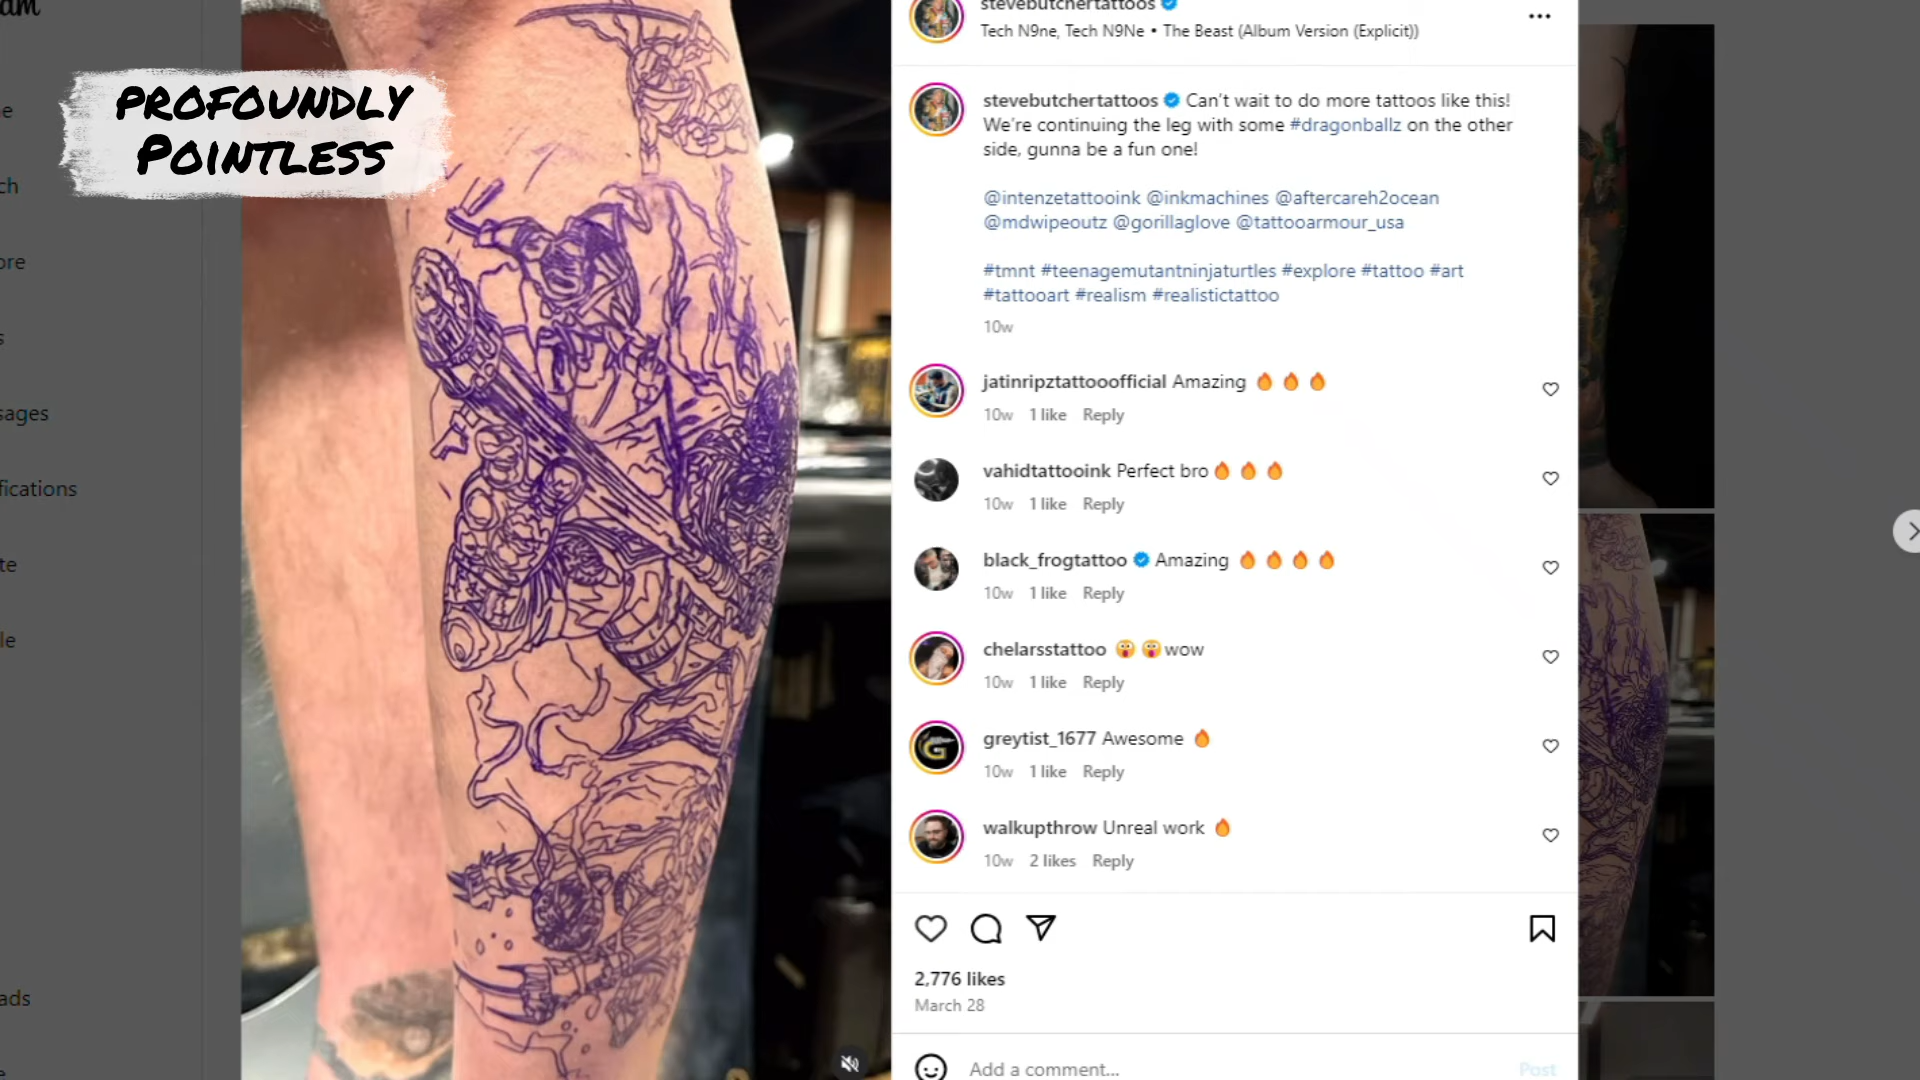 PROFOUNDLY
POINTLESS
stevebutchertattoos
Tech N9ne, Tech N9Ne • The Beast (Album Version (Explicit))
stevebutchertattoos Can't wait to do more tattoos like this!
We're continuing the leg with some #dragonballz on the other
side, gunna be a fun one!
@intenzetattooink @inkmachines @aftercareh2ocean
@mdwipeoutz @gorillaglove @tattooarmour_usa
#tmnt #teenagemutantninjaturtles #explore #tattoo #art
#tattooart #realism #realistictattoo
10w
jatinripztattooofficial Amazing 🔥🔥🔥
10w 1 like Reply
vahidtattooink Perfect bro🔥🔥🔥
10w 1 like Reply
black_frogtattoo Amazing 🔥🔥🔥🔥
10w 1 like Reply
chelarsstattoo 😱😱wow
10w 1 like Reply
greytist_1677 Awesome 🔥
10w 1 like Reply
walkupthrow Unreal work 🔥
10w 2 likes Reply
2,776 likes
March 28
Add a comment...
Post